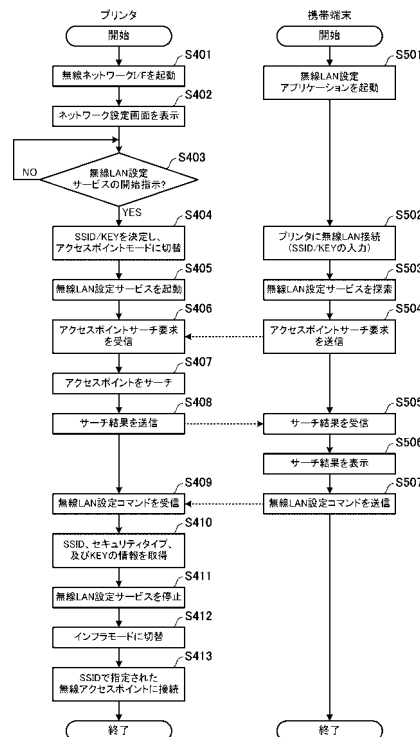 プリンタ
開始
S401
無線ネットワークI/Fを起動
S402
ネットワーク設定画面を表示
S403
無線LAN設定
サービスの開始指示?
NO
YES
S404
SSID/KEYを決定し、
アクセスポイントモードに切替
S405
無線LAN設定サービスを起動
S406
アクセスポイントサーチ要求
を受信
S407
アクセスポイントをサーチ
S408
サーチ結果を送信
S409
無線LAN設定コマンドを受信
S410
SSID、セキュリティタイプ、
及びKEYの情報を取得
S411
無線LAN設定サービスを停止
S412
インフラモードに切替
S413
SSIDで指定された
無線アクセスポイントに接続
終了
携帯端末
開始
S501
無線LAN設定
アプリケーションを起動
S502
プリンタに無線LAN接続
(SSID/KEYの入力)
S503
無線LAN設定サービスを探索
S504
アクセスポイントサーチ要求
を送信
S505
サーチ結果を受信
S506
サーチ結果を表示
S507
無線LAN設定コマンドを送信
終了